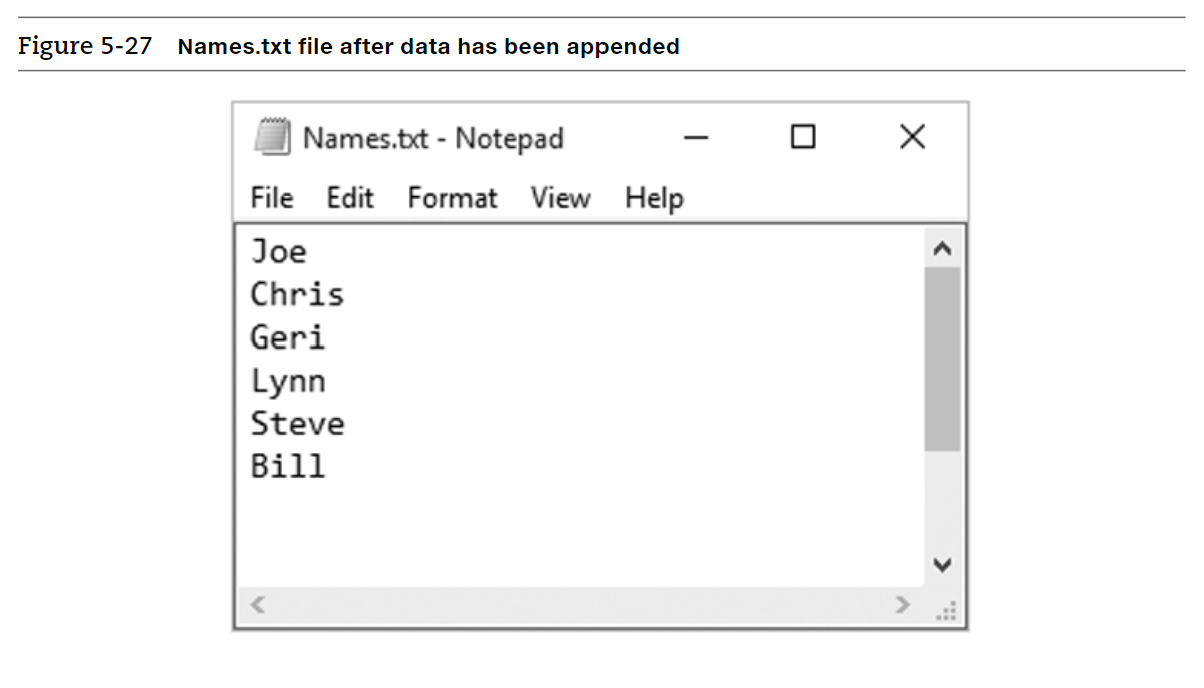 Figure 5-27 Names.txt file after data has been appended
Names.txt - Notepad
File Edit Format View Help
Joe
Chris
Geri
Lynn
Steve
Bill